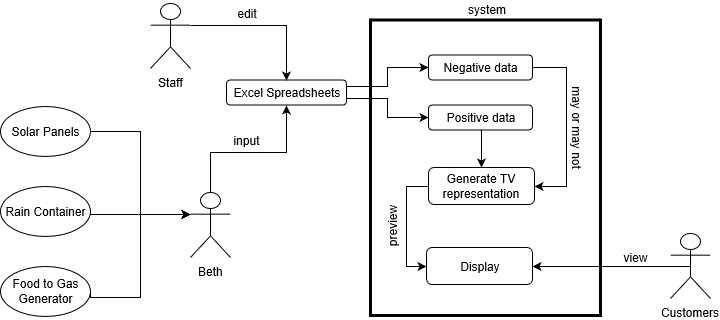 system
edit
Staff
Negative data
Excel Spreadsheets
may or may not
Positive data
Solar Panels
input
Generate TV
representation
Rain Container
preview
Beth
view
Display
Food to Gas
Generator
Customers